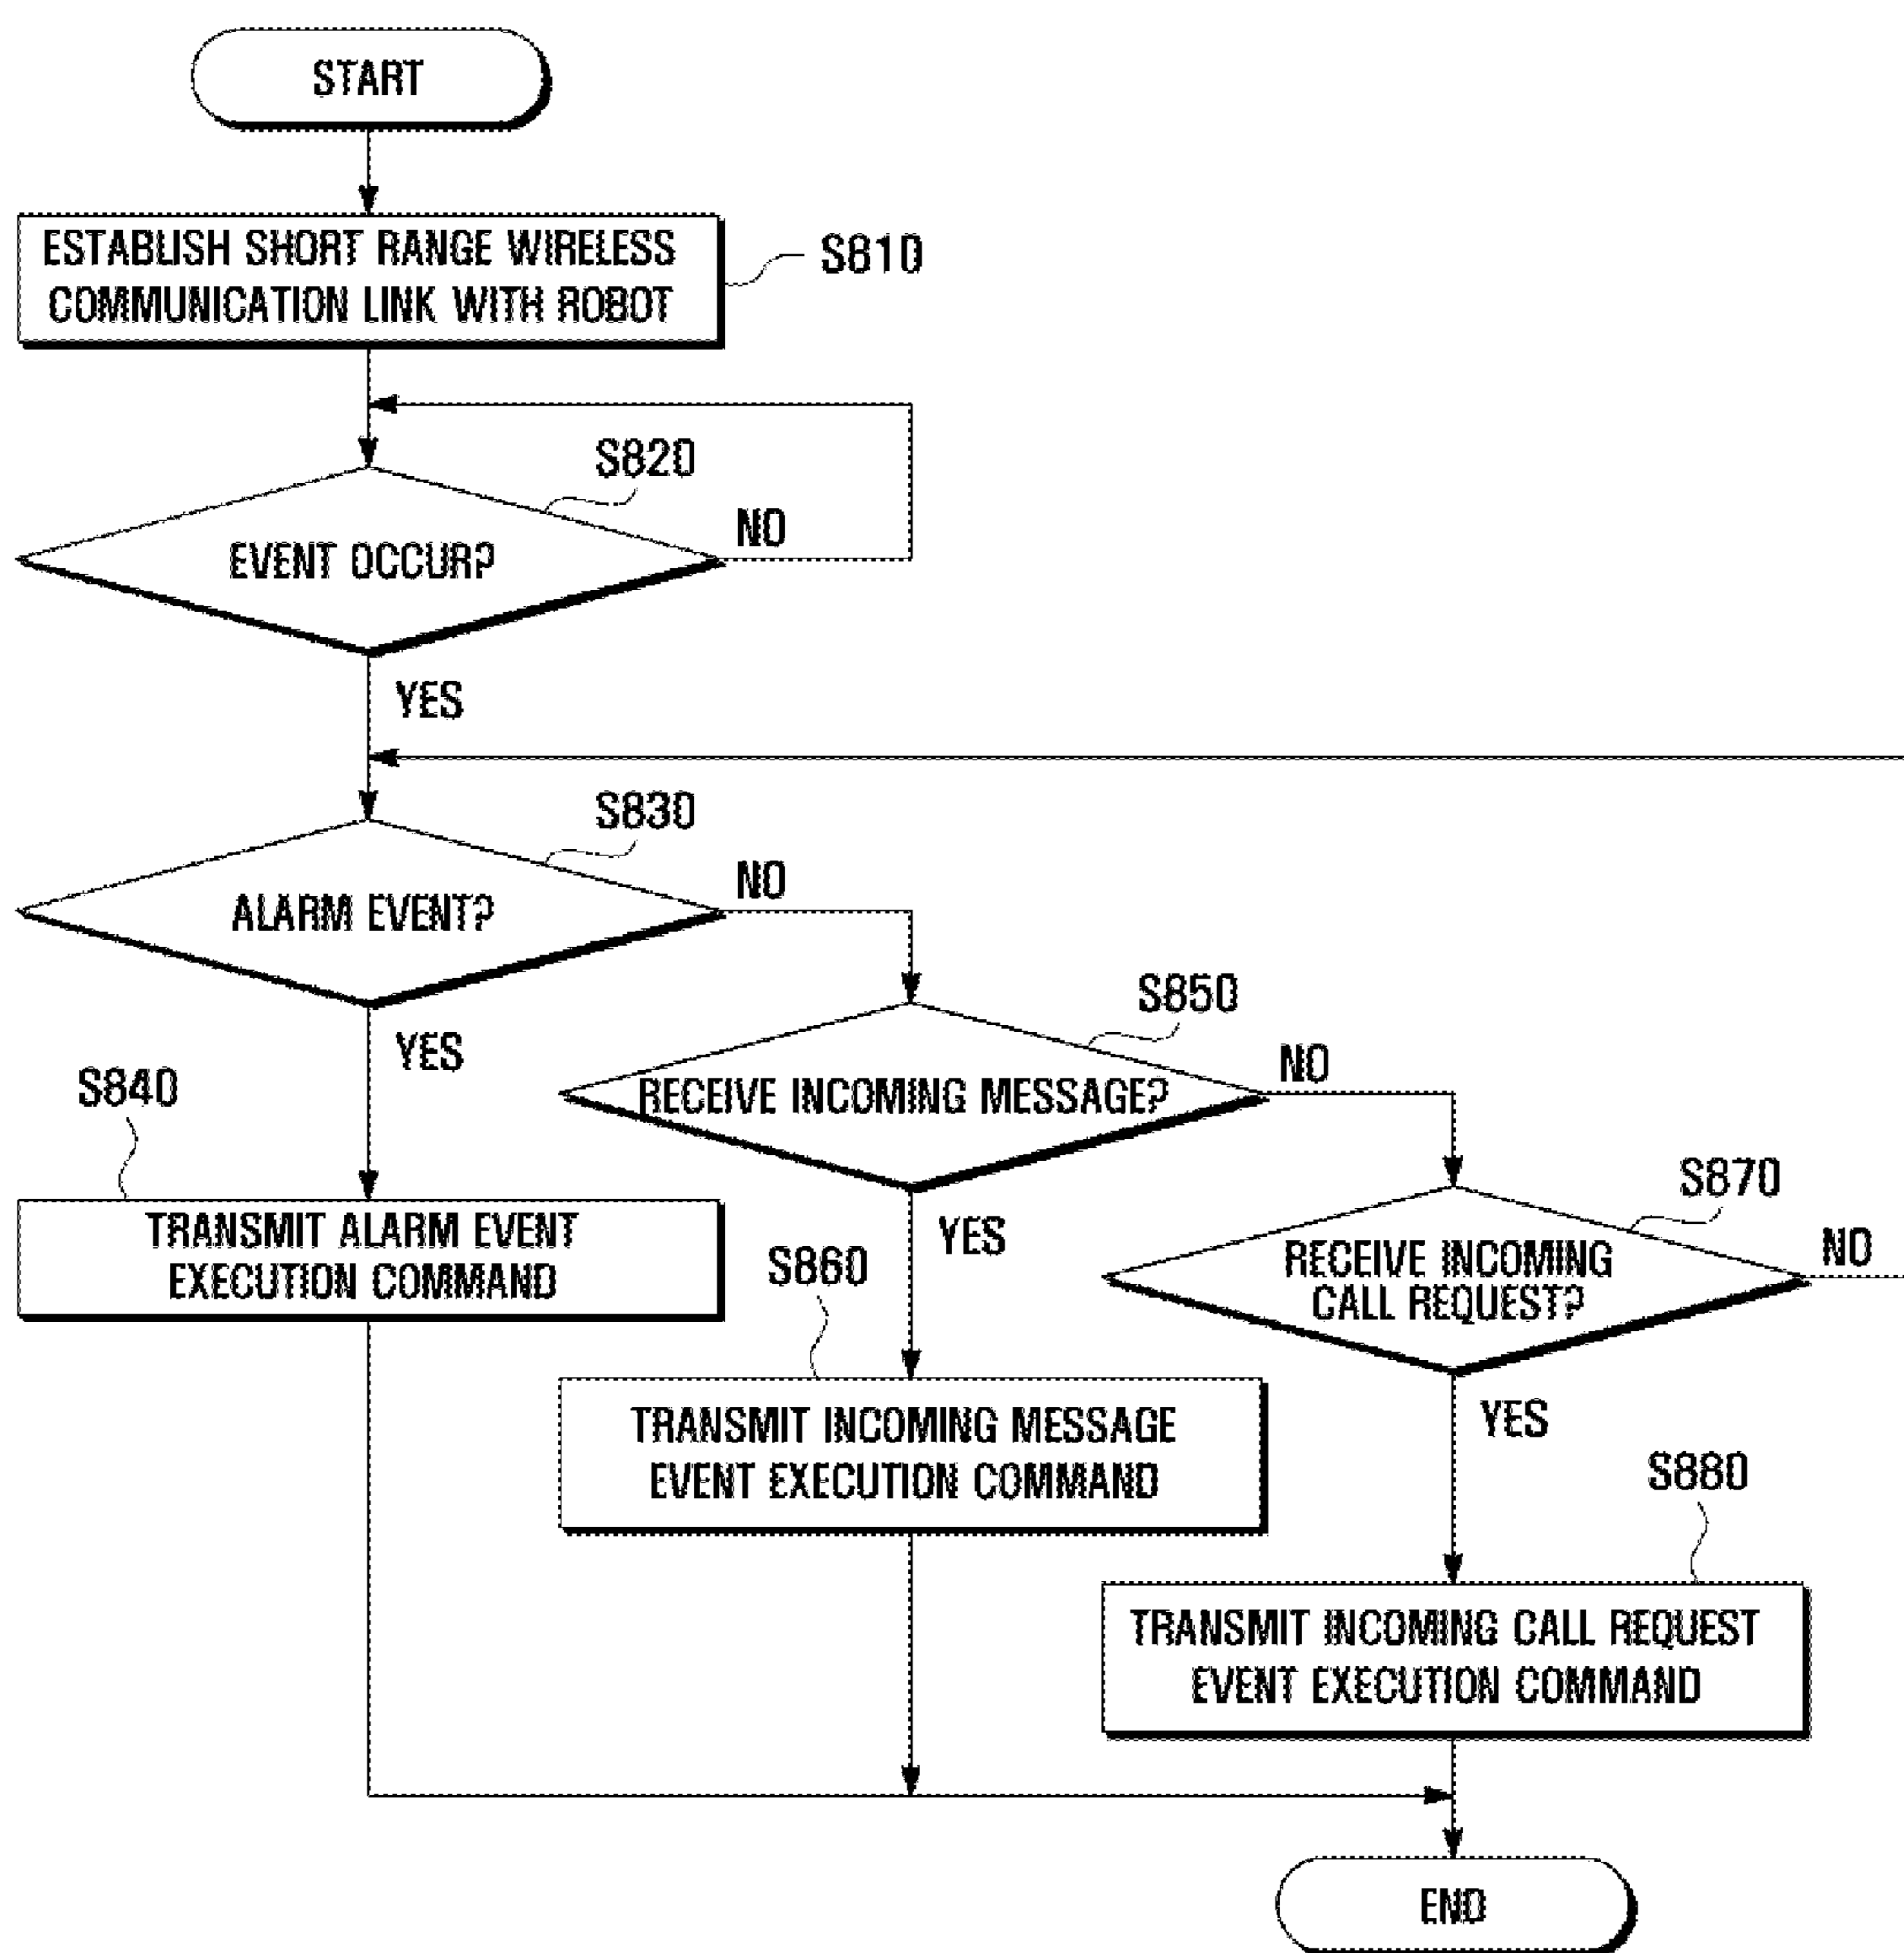 START
ESTABLISH SHORT RANGE WIRELESS
COMMUNICATION LINK WITH ROBOT
S810
S820
EVENT OCCUR?
NO
YES
S830
ALARM EVENT?
NO
YES
S840
TRANSMIT ALARM EVENT
EXECUTION COMMAND
S850
RECEIVE INCOMING MESSAGE?
NO
YES
S860
TRANSMIT INCOMING MESSAGE
EVENT EXECUTION COMMAND
S870
RECEIVE INCOMING
CALL REQUEST?
NO
YES
S880
TRANSMIT INCOMING CALL REQUEST
EVENT EXECUTION COMMAND
END